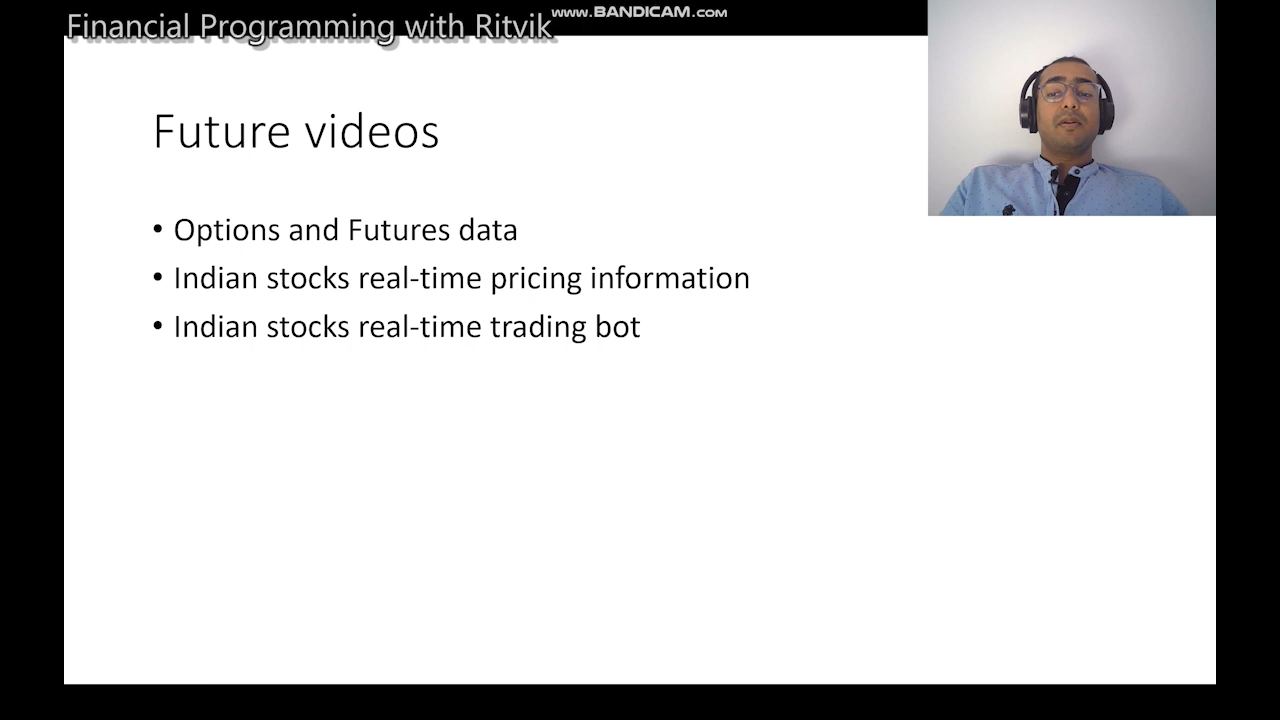 www.BANDICAM.com
Financial Programming with Ritvik
Future videos
• Options and Futures data
• Indian stocks real-time pricing information
• Indian stocks real-time trading bot